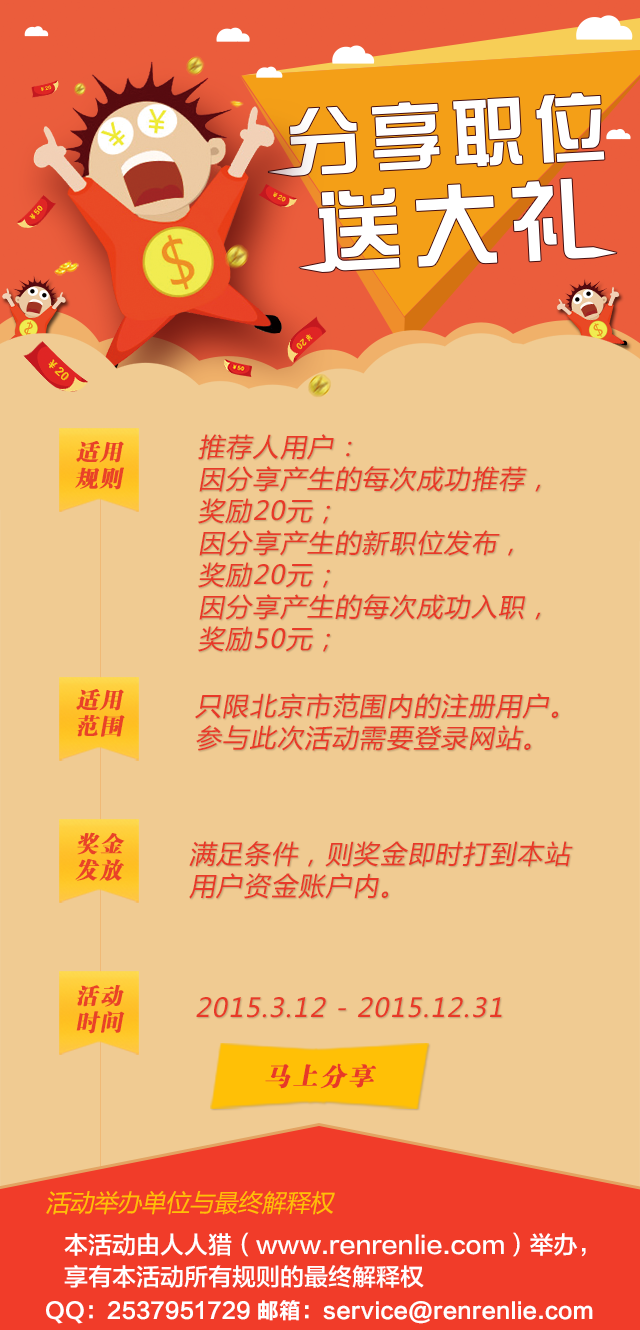 分享职位
送大礼
¥20
¥50
¥20
¥20
¥50
¥20
适用
规则
推荐人用户：
因分享产生的每次成功推荐，
奖励20元；
因分享产生的新职位发布，
奖励20元；
因分享产生的每次成功入职，
奖励50元；
适用
范围
只限北京市范围内的注册用户。
参与此次活动需要登录网站。
奖金
发放
满足条件，则奖金即时打到本站
用户资金账户内。
活动
时间
2015.3.12 - 2015.12.31
马上分享
活动举办单位与最终解释权
本活动由人人猎（www.renrenlie.com）举办，
享有本活动所有规则的最终解释权
QQ：2537951729 邮箱：service@renrenlie.com